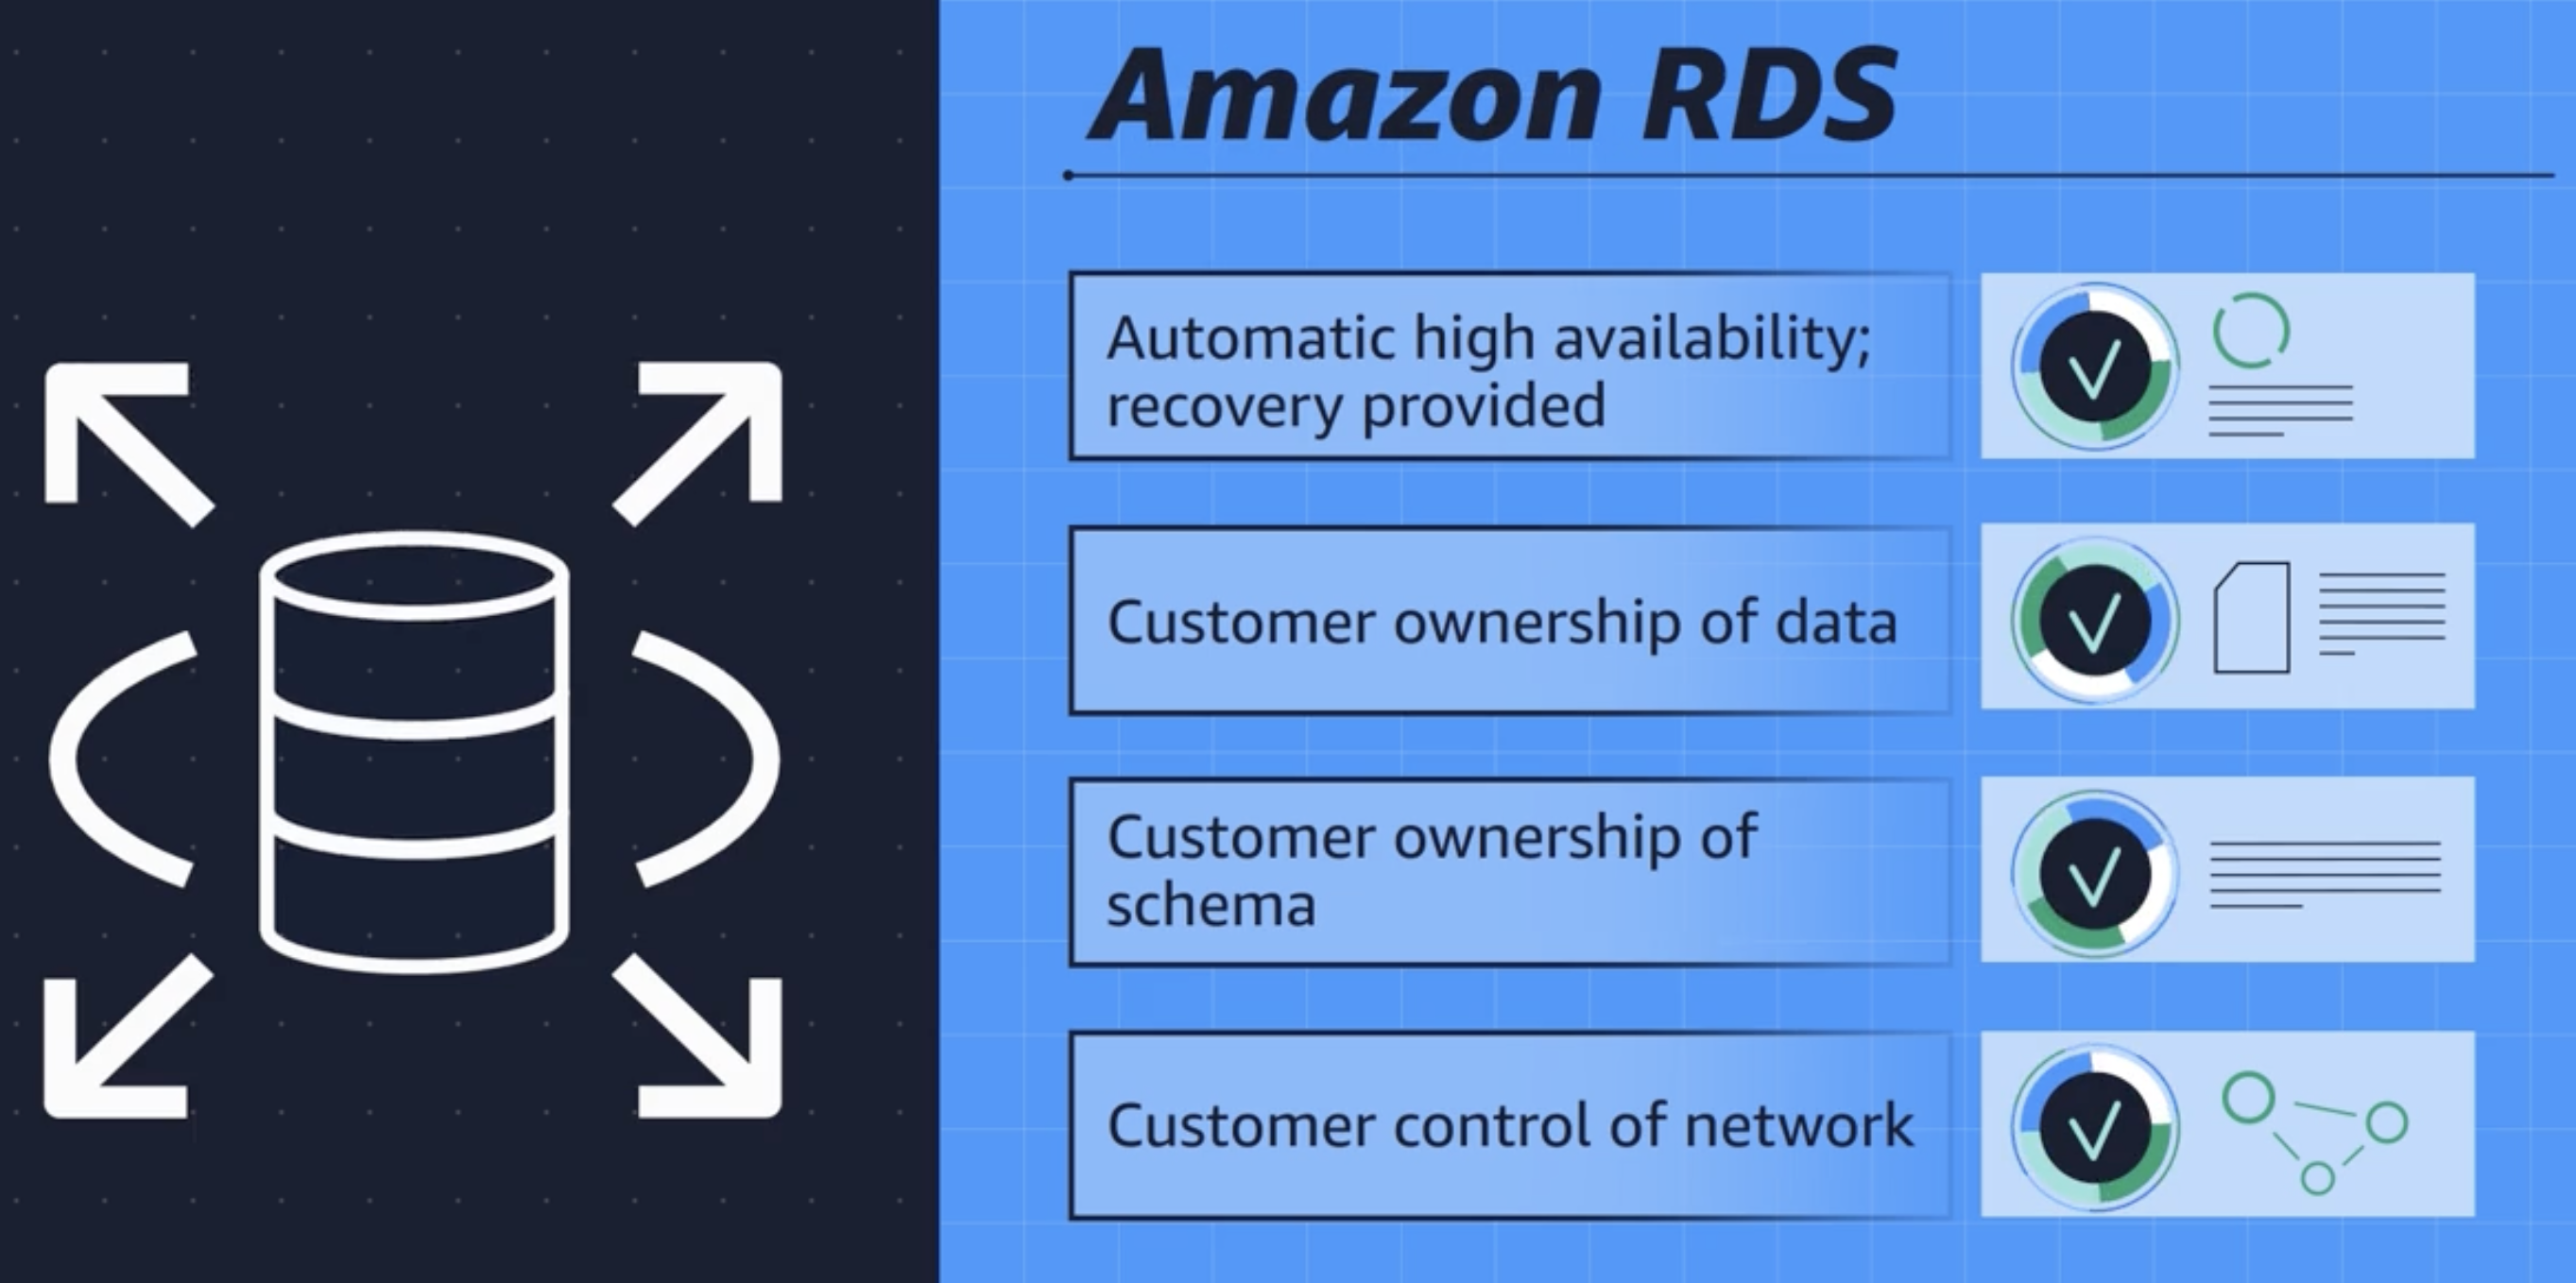 Amazon RDS
Automatic high availability;
recovery provided
Customer ownership of data
Customer ownership of
schema
Customer control of network